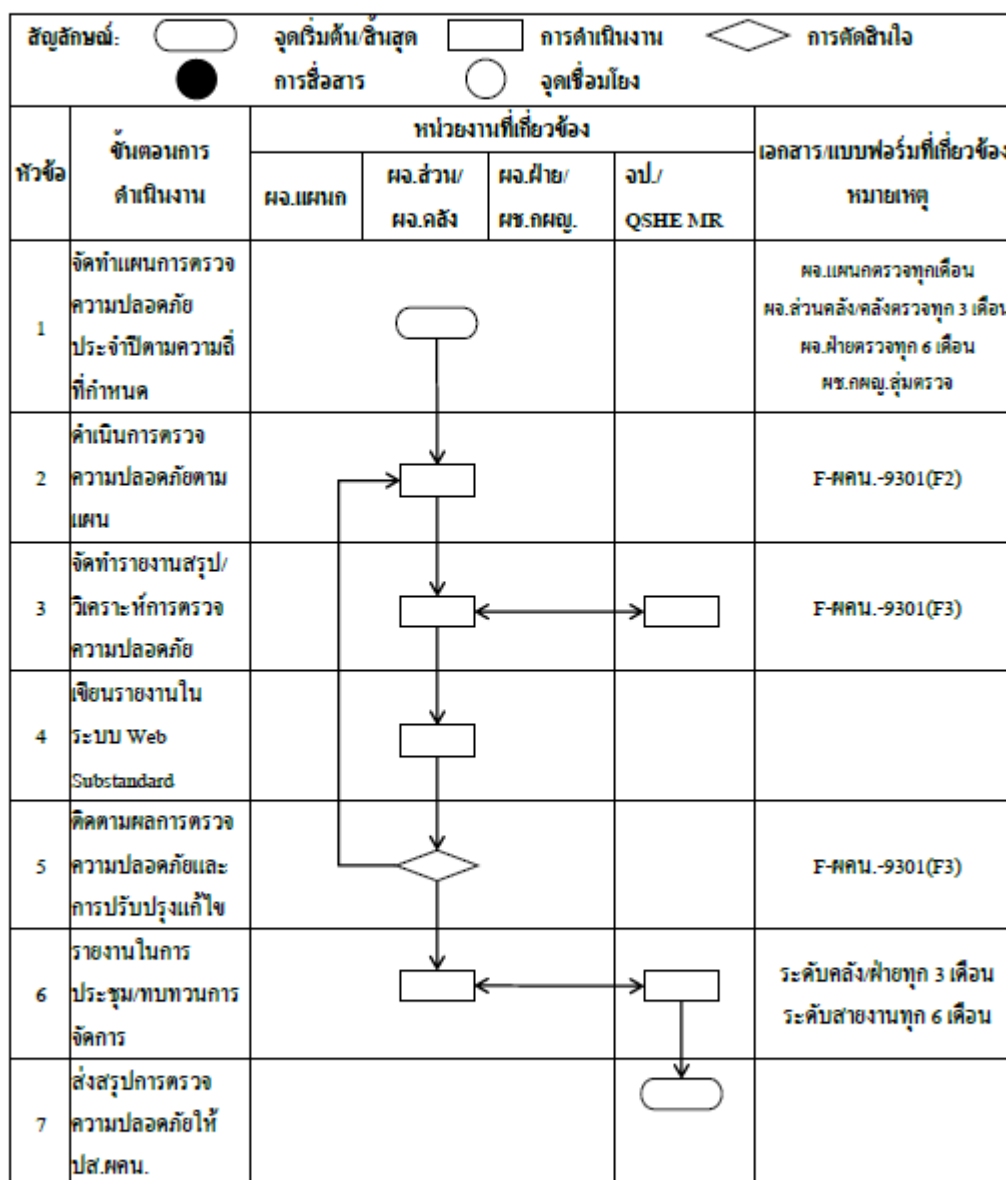 สัญลักษณ์: จุดเริ่มต้น/สิ้นสุด การดำเนินงาน การตัดสินใจ
การสื่อสาร จุดเชื่อมโยง
หัวข้อ
ขั้นตอนการ
ดำเนินงาน
หน่วยงานที่เกี่ยวข้อง
ผจ.แผนก
ผจ.ส่วน/
ผจ.คลัง
ผจ.ฝ่าย/
ผช.กผญ.
จป./
QSHE MR
เอกสาร/แบบฟอร์มที่เกี่ยวข้อง
หมายเหตุ
1
จัดทำแผนการตรวจ
ความปลอดภัย
ประจำปีตามความถี่
ที่กำหนด
ผจ.แผนกตรวจทุกเดือน
ผจ.ส่วนคลัง/คลังตรวจทุก 3 เดือน
ผจ.ฝ่ายตรวจทุก 6 เดือน
ผช.กผญ.สุ่มตรวจ
2
ดำเนินการตรวจ
ความปลอดภัยตาม
แผน
F-ผคน.-9301(F2)
3
จัดทำรายงานสรุป/
วิเคราะห์การตรวจ
ความปลอดภัย
F-ผคน.-9301(F3)
4
เขียนรายงานใน
ระบบ Web
Substandard
5
ติดตามผลการตรวจ
ความปลอดภัยและ
การปรับปรุงแก้ไข
F-ผคน.-9301(F3)
6
รายงานในการ
ประชุม/ทบทวนการ
จัดการ
ระดับคลัง/ฝ่ายทุก 3 เดือน
ระดับสายงานทุก 6 เดือน
7
ส่งสรุปการตรวจ
ความปลอดภัยให้
ปส.ผคน.